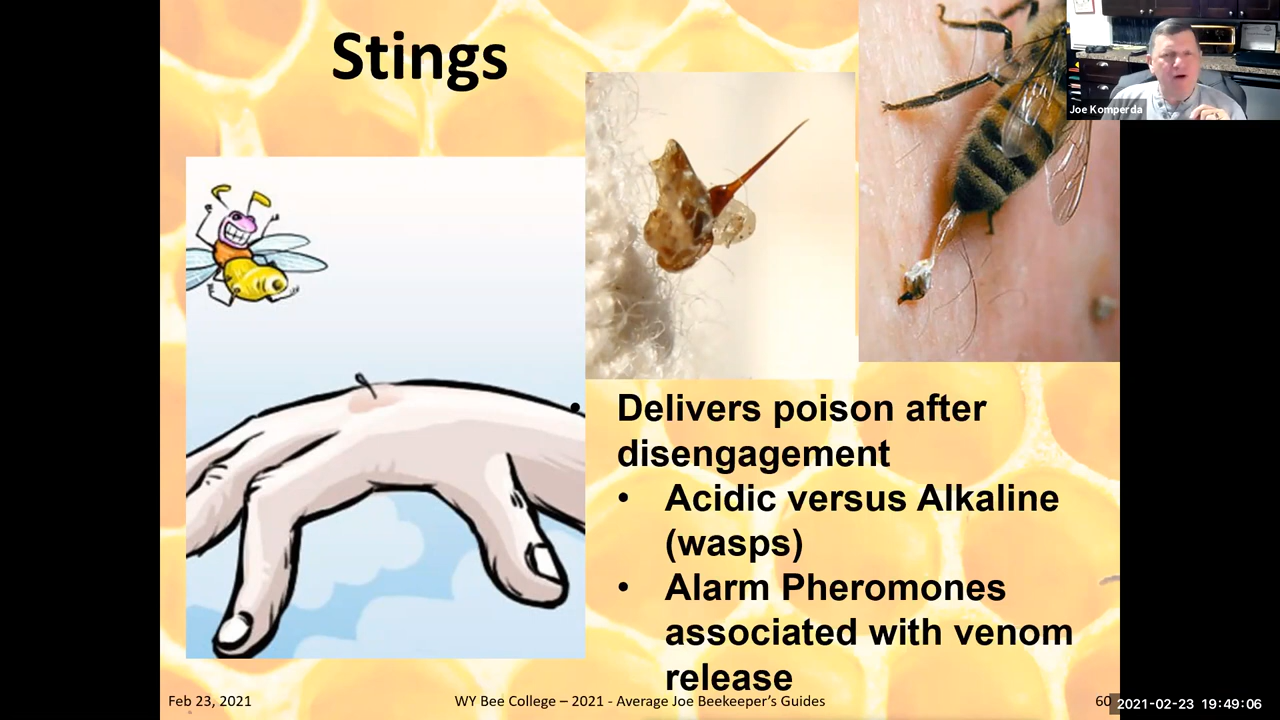 Stings
Joe Komperda
• Delivers poison after
disengagement
• Acidic versus Alkaline
(wasps)
• Alarm Pheromones
associated with venom
release
Feb 23, 2021
WY Bee College – 2021 - Average Joe Beekeeper's Guides
60
2021-02-23 19:49:06